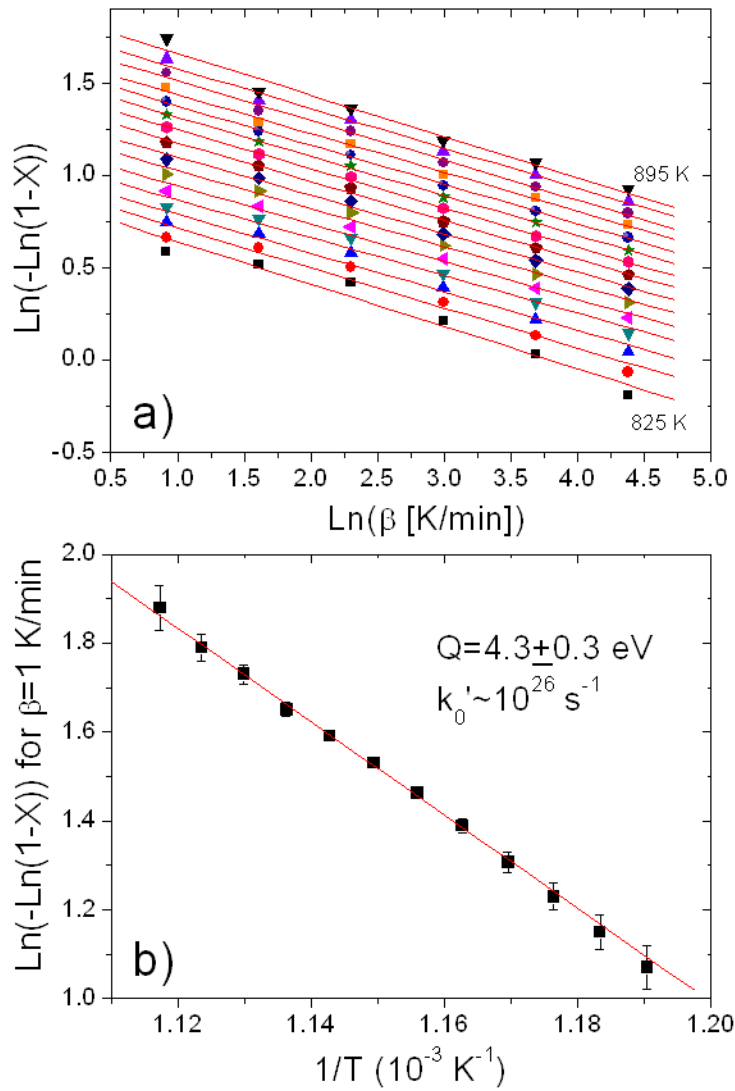 1.5
1.0
0.5
0.0
-0.5
Ln(-Ln(1-X))
895 K
825 K
a)
0.5 1.0 1.5 2.0 2.5 3.0 3.5 4.0 4.5 5.0
Ln(β [K/min])
2.0
1.8
1.6
1.4
1.2
1.0
Ln(-Ln(1-X)) for β=1 K/min
Q=4.3±0.3 eV
k₀'~10²⁶ s⁻¹
b)
1.12 1.14 1.16 1.18 1.20
1/T (10⁻³ K⁻¹)